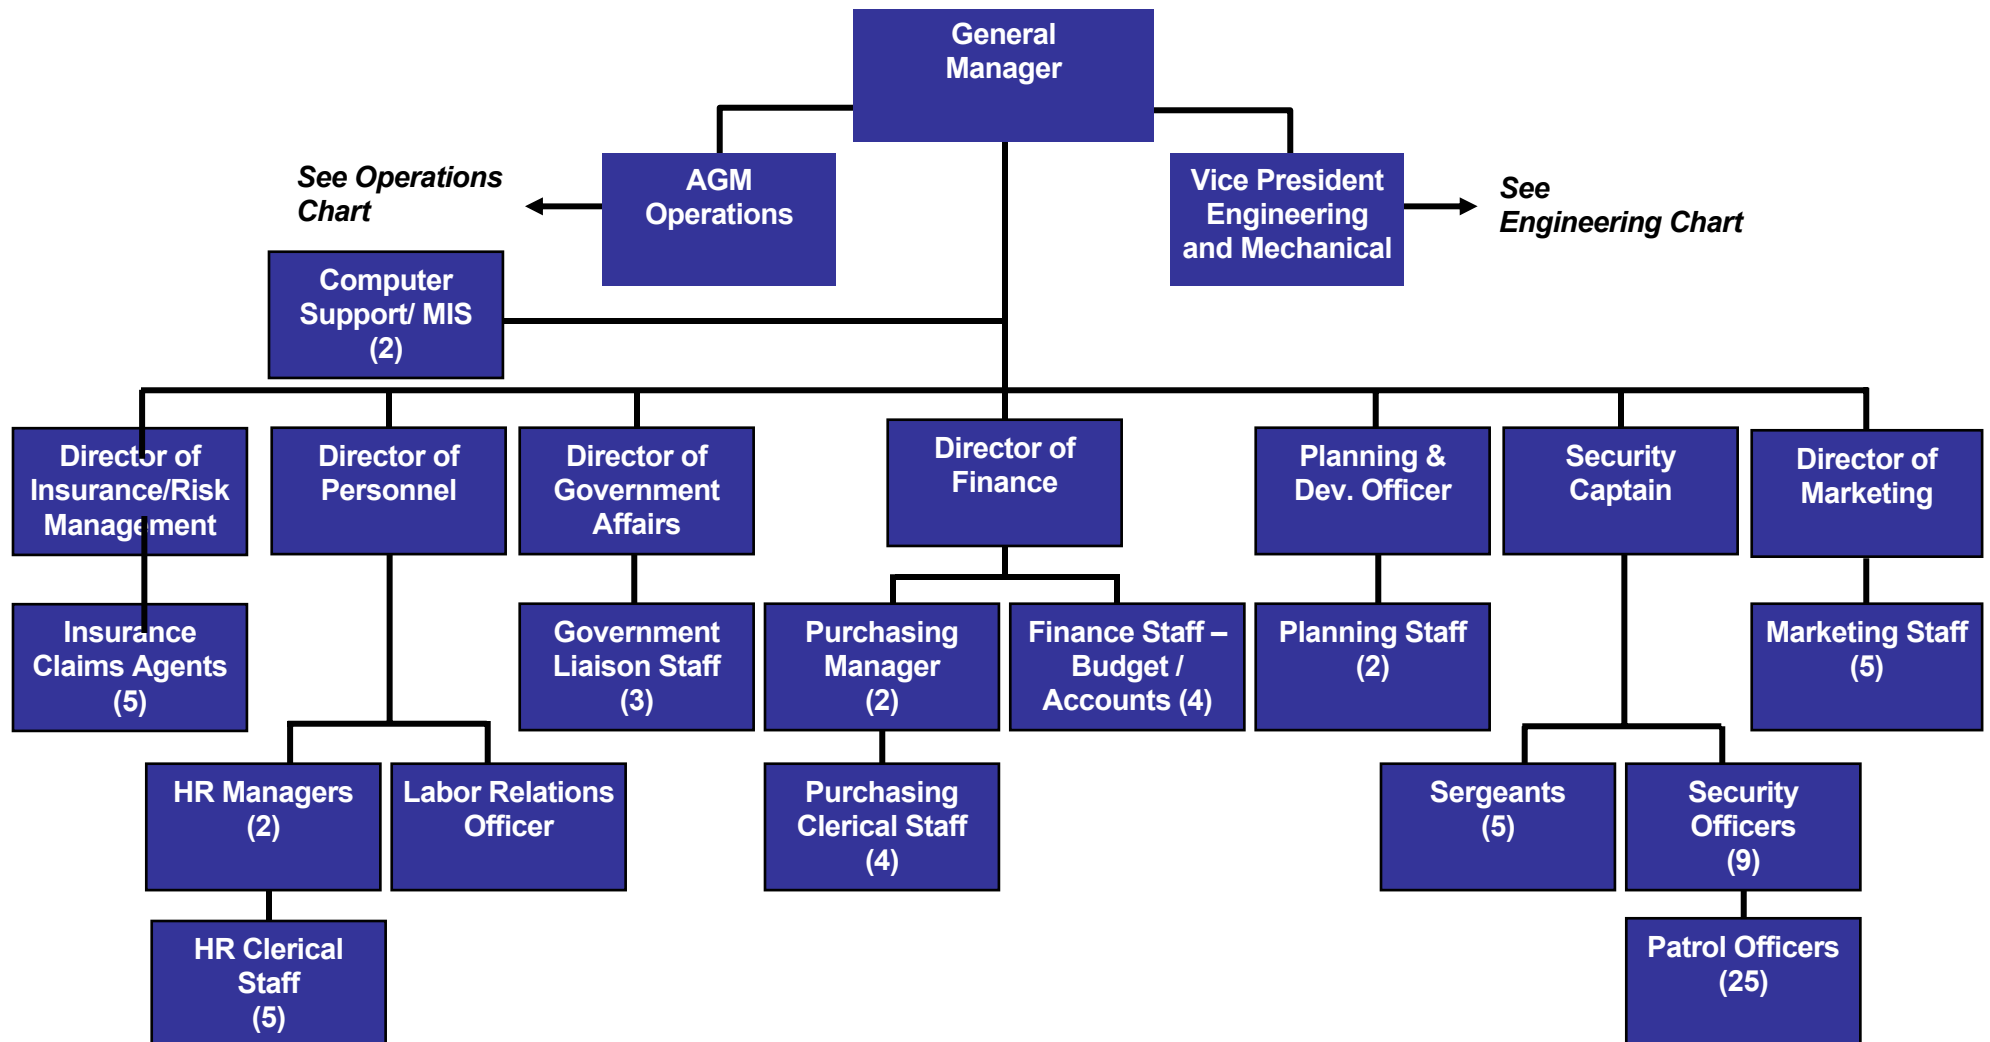 General
Manager
See Operations
Chart
AGM
Operations
Vice President
Engineering
and Mechanical
See
Engineering Chart
Computer
Support/ MIS
(2)
Director of
Insurance/Risk
Management
Director of
Personnel
Director of
Government
Affairs
Director of
Finance
Planning &
Dev. Officer
Security
Captain
Director of
Marketing
Insurance
Claims Agents
(5)
Government
Liaison Staff
(3)
Purchasing
Manager
(2)
Finance Staff –
Budget /
Accounts (4)
Planning Staff
(2)
Marketing Staff
(5)
HR Managers
(2)
Labor Relations
Officer
Purchasing
Clerical Staff
(4)
Sergeants
(5)
Security
Officers
(9)
HR Clerical
Staff
(5)
Patrol Officers
(25)